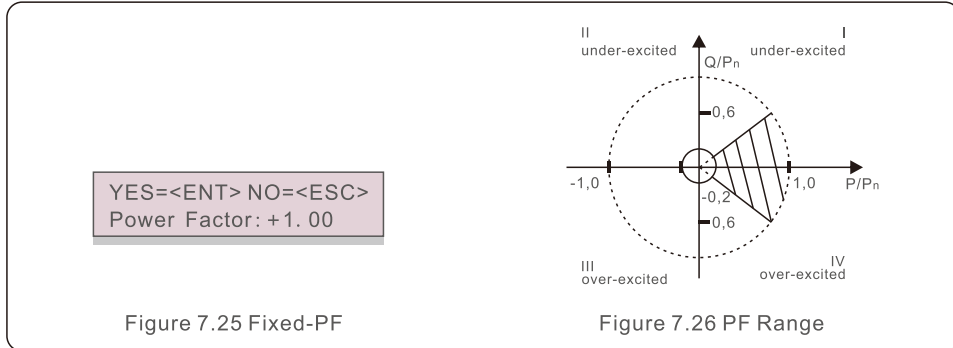 YES=<ENT> NO=<ESC>
Power Factor: +1. 00
Figure 7.25 Fixed-PF
II
under-excited
I
under-excited
Q/Pn
0,6
-1,0
1,0
P/Pn
-0,2
0,6
III
over-excited
IV
over-excited
Figure 7.26 PF Range